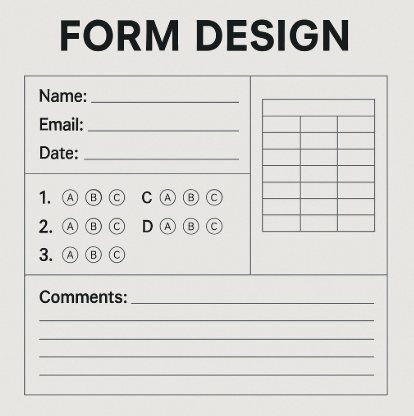 FORM DESIGN
Name:
Email:
Date:
1. A B C C A B C
2. A B C D A B C
3. A B C
Comments: